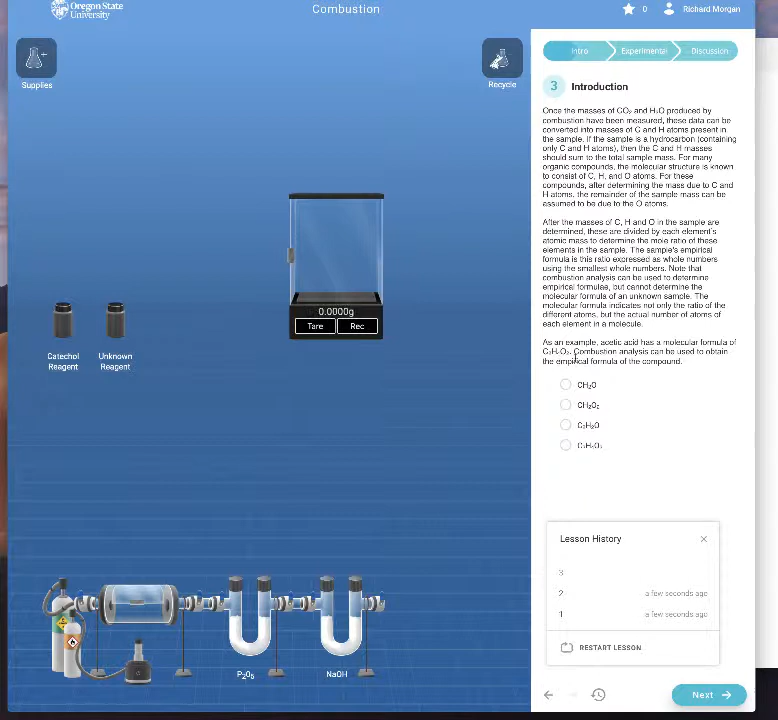 Oregon State
University
Combustion
0
Richard Morgan
Supplies
Recycle
Intro
Experimental
Discussion
3 Introduction
Once the masses of CO₂ and H₂O produced by
combustion have been measured, these data can be
converted into masses of C and H atoms present in
the sample. If the sample is a hydrocarbon (containing
only C and H atoms), then the C and H masses
should sum to the total sample mass. For many
organic compounds, the molecular structure is known
to consist of C, H, and O atoms. For these
compounds, after determining the mass due to C and
H atoms, the remainder of the sample mass can be
assumed to be due to the O atoms.
After the masses of C, H and O in the sample are
determined, these are divided by each element's
atomic mass to determine the mole ratio of these
elements in the sample. The sample's empirical
formula is this ratio expressed as whole numbers
using the smallest whole numbers. Note that
combustion analysis can be used to determine
empirical formulae, but cannot determine the
molecular formula of an unknown sample. The
molecular formula indicates not only the ratio of the
different atoms, but the actual number of atoms of
each element in a molecule.
As an example, acetic acid has a molecular formula of
Combustion analysis can be used to obtain
the empirical formula of the compound.
CH₂O
0.0000g
Tare
Rec
Catechol
Reagent
Unknown
Reagent
NaOH
Lesson History
3
2 a few seconds ago
1 a few seconds ago
RESTART LESSON
Next